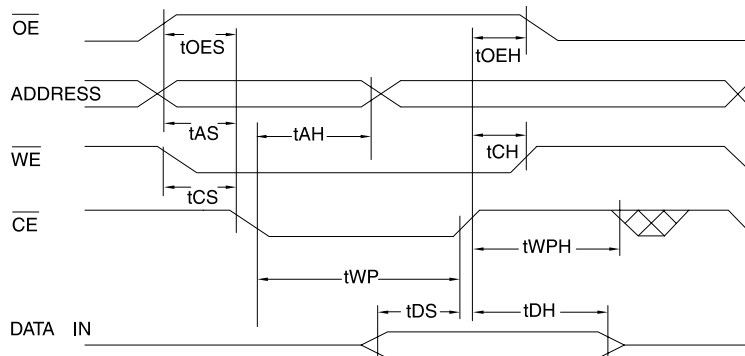 OE
tOES
tOEH
ADDRESS
tAS
tAH
tCH
WE
tCS
CE
tWPH
tWP
tDS
tDH
DATA IN